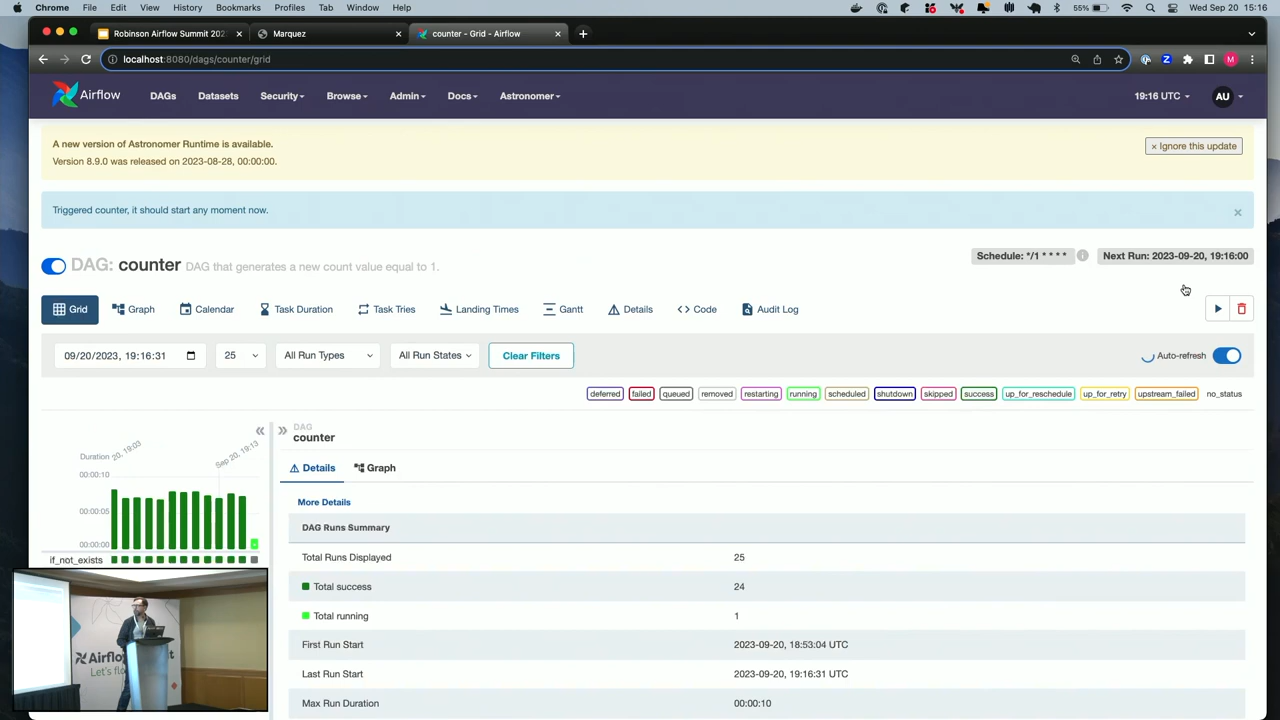 Chrome File Edit View History Bookmarks Profiles Tab Window Help 55% Wed Sep 20 15:16
Robinson Airflow Summit 202 Marquez counter - Grid - Airflow
localhost:8080/dags/counter/grid
Airflow DAGs Datasets Security Browse Admin Docs Astronomer 19:16 UTC AU
A new version of Astronomer Runtime is available.
Version 8.9.0 was released on 2023-08-28, 00:00:00.
× Ignore this update
Triggered counter, it should start any moment now. ×
Schedule: */1 * * * * Next Run: 2023-09-20, 19:16:00
DAG: counter DAG that generates a new count value equal to 1.
Grid Graph Calendar Task Duration Task Tries Landing Times Gantt Details Code Audit Log
09/20/2023, 19:16:31 25 All Run Types All Run States Clear Filters Auto-refresh
deferred failed queued removed restarting running scheduled shutdown skipped success up_for_reschedule up_for_retry upstream_failed no_status
DAG
counter
Duration 20, 19:03 Sep 20, 19:13
00:00:10
00:00:05
00:00:00
if_not_exists
Details Graph
More Details
DAG Runs Summary
Total Runs Displayed 25
Total success 24
Total running 1
First Run Start 2023-09-20, 18:53:04 UTC
Last Run Start 2023-09-20, 19:16:31 UTC
Max Run Duration 00:00:10
Airflow
Let's flo